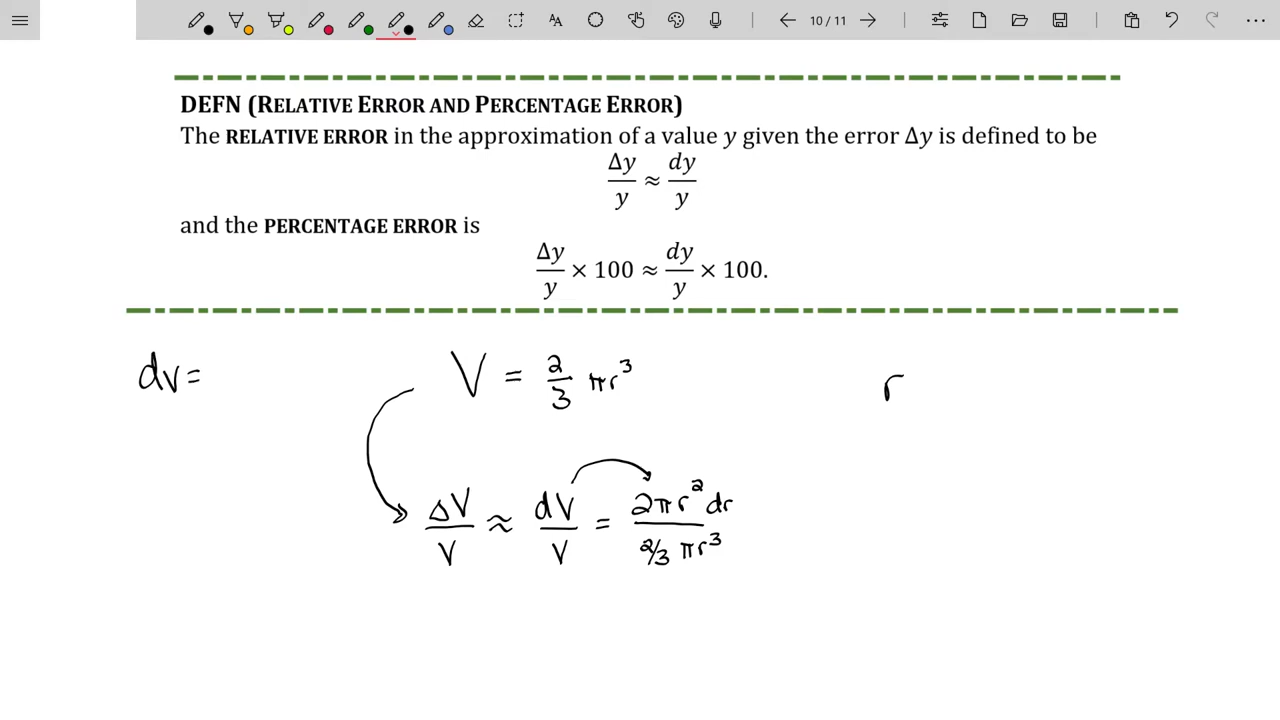 10 / 11
DEFN (RELATIVE ERROR AND PERCENTAGE ERROR)
The RELATIVE ERROR in the approximation of a value y given the error Δy is defined to be
Δy/y ≈ dy/y
and the PERCENTAGE ERROR is
Δy/y × 100 ≈ dy/y × 100.
dV=
V = 2/3 πr³
r
ΔV/V ≈ dV/V = 2πr² dr / 2/3 πr³